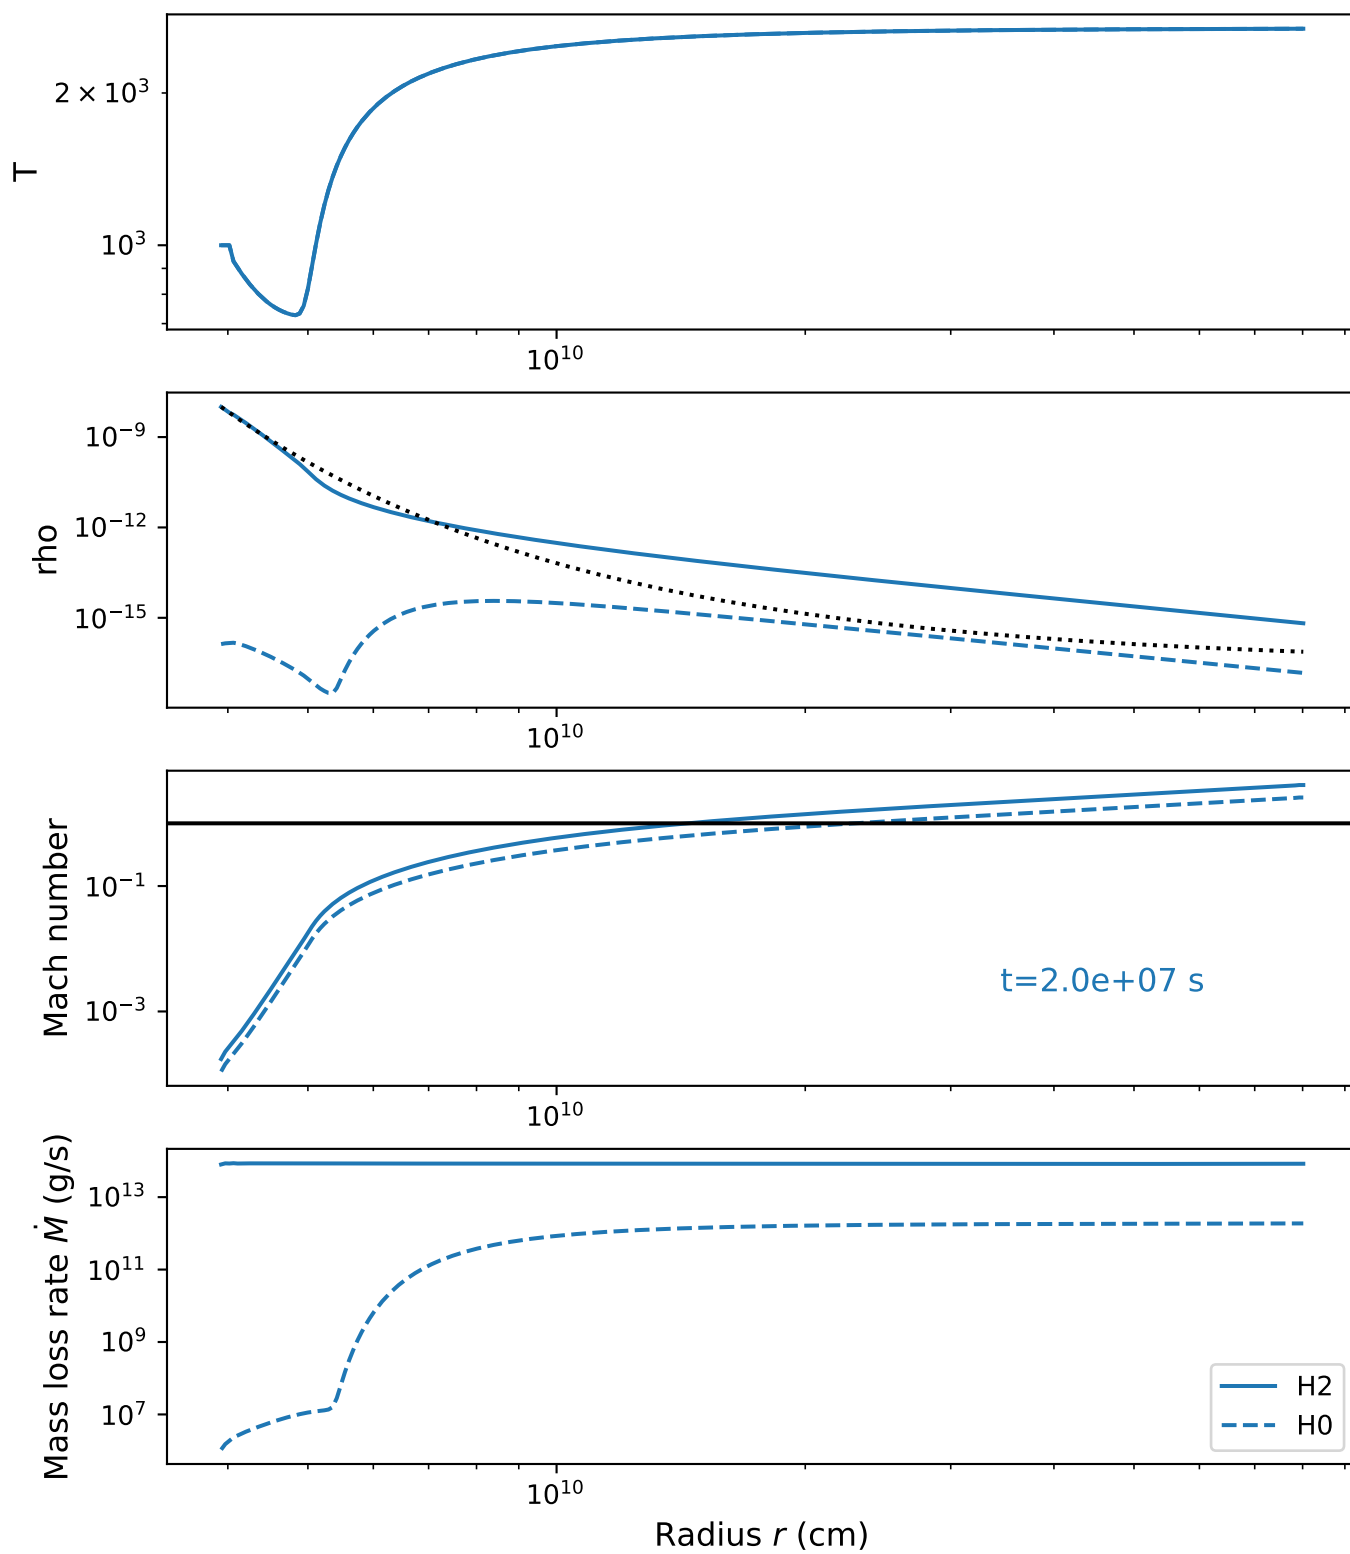 2 × 10³
T
10³
10¹⁰
10⁻⁹
10⁻¹²
rho
10⁻¹⁵
10¹⁰
Mach number
10⁻¹
t=2.0e+07 s
10⁻³
10¹⁰
Mass loss rate Ṁ (g/s)
10¹³
10¹¹
10⁹
10⁷
H2
H0
10¹⁰
Radius r (cm)